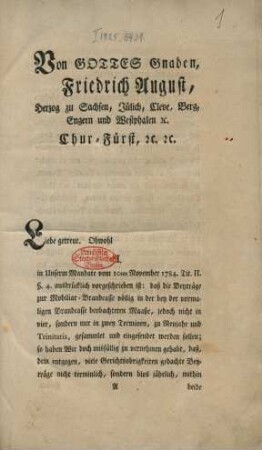 1
Von GOTTES Gnaden,
Friedrich August,
Herzog zu Sachsen, Jülich, Cleve, Berg,
Engern und Westphalen ꝛc.
Chur-Fürst, ꝛc. ꝛc.
Liebe getreue. Obwohl
in Unserm Mandate vom 10ten November 1784. Tit. II.
§. 4. ausdrücklich vorgeschrieben ist: daß die Beyträge
zur Mobiliar-Brandcasse völlig in der bey der vorma-
ligen Brandcasse beobachteten Maaße, jedoch nicht in
vier, sondern nur in zwey Terminen, zu Neujahr und
Trinitatis, gesammelt und eingesendet werden sollen;
so haben Wir doch mißfällig zu vernehmen gehabt, daß,
dem entgegen, viele Gerichtsobrigkeiten gedachte Bey-
träge nicht terminlich, sondern blos jährlich, mithin
A beide